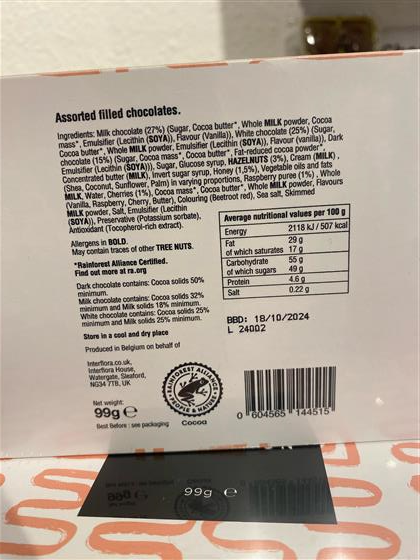 Assorted filled chocolates.
Ingredients: Milk chocolate (27%) (Sugar, Cocoa butter*, Whole MILK powder, Cocoa
mass*, Emulsifier (Lecithin (SOYA)), Flavour (Vanilla)), White chocolate (25%) (Sugar,
Cocoa butter*, Whole MILK powder, Emulsifier (Lecithin (SOYA)), Flavour (vanilla)), Dark
chocolate (15%) (Sugar, Cocoa mass*, Cocoa butter*, Fat-reduced cocoa powder*,
Emulsifier (Lecithin (SOYA))), Sugar, Glucose syrup, HAZELNUTS (3%), Cream (MILK),
Concentrated butter (MILK), Invert sugar syrup, Honey (1,5%), Vegetable oils and fats
(Shea, Coconut, Sunflower, Palm) in varying proportions, Raspberry puree (1%), Whole
MILK, Water, Cherries (1%), Cocoa mass*, Cocoa butter*, Whole MILK powder, Flavours
(Vanilla, Raspberry, Cherry, Butter), Colouring (Beetroot red), Sea salt, Skimmed
MILK powder, Salt, Emulsifier (Lecithin
(SOYA)), Preservative (Potassium sorbate),
Antioxidant (Tocopherol-rich extract).
Allergens in BOLD.
May contain traces of other TREE NUTS.
*Rainforest Alliance Certified.
Find out more at ra.org
Dark chocolate contains: Cocoa solids 50%
minimum.
Milk chocolate contains: Cocoa solids 32%
minimum and Milk solids 18% minimum.
White chocolate contains: Cocoa solids 25%
minimum and Milk solids 25% minimum.
Store in a cool and dry place
Produced in Belgium on behalf of
Interflora.co.uk,
Interflora House,
Watergate, Sleaford,
NG34 7TB, UK
Net weight:
99g e
Best Before: see packaging
Average nutritional values per 100 g
Energy 2118 kJ / 507 kcal
Fat 29 g
of which saturates 17 g
Carbohydrate 55 g
of which sugars 49 g
Protein 4.6 g
Salt 0.22 g
BBD: 18/10/2024
L 24002
RAINFOREST ALLIANCE
PEOPLE & NATURE
Cocoa
0 604565 144515
99g e